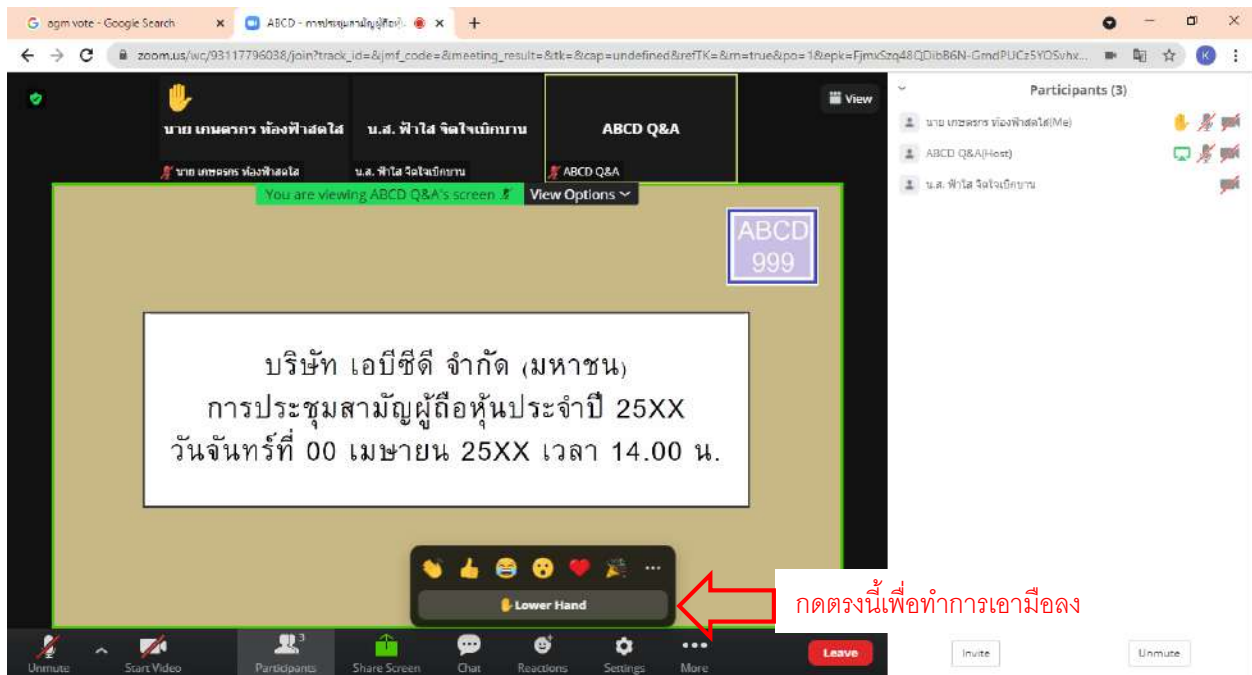 agm vote - Google Search
ABCD - การประชุมสามัญผู้ถือหุ้
zoom.us/wc/93117796038/join?track_id=&jmf_code=&meeting_result=&tk=&cap=undefined&refTK=&rn=true&po=1&epk=
K
View
นาย เกษตรกร ท้องฟ้าสดใส
น.ส. ฟ้าใส จิตใจเบิกบาน
ABCD Q&A
นาย เกษตรกร ท้องฟ้าสดใส
น.ส. ฟ้าใส จิตใจเบิกบาน
ABCD Q&A
You are viewing ABCD Q&A's screen
View Options
ABCD
999
บริษัท เอบีซีดี จำกัด (มหาชน)
การประชุมสามัญผู้ถือหุ้นประจำปี 25XX
วันจันทร์ที่ 00 เมษายน 25XX เวลา 14.00 น.
Lower Hand
กดตรงนี้เพื่อทำการเอามือลง
Unmute
Start Video
Participants
3
Share Screen
Chat
Reactions
Settings
More
Leave
Participants (3)
นาย เกษตรกร ท้องฟ้าสดใส(Me)
ABCD Q&A(Host)
น.ส. ฟ้าใส จิตใจเบิกบาน
Invite
Unmute